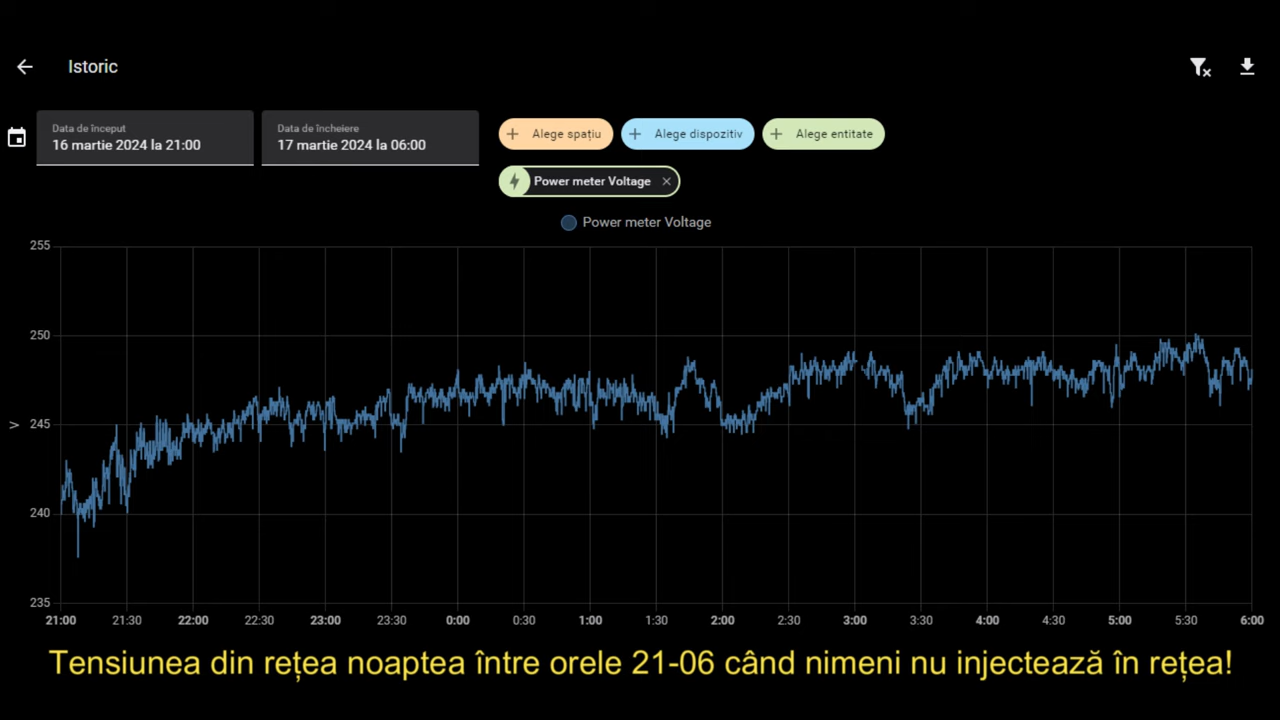 Istoric
Data de început
16 martie 2024 la 21:00
Data de încheiere
17 martie 2024 la 06:00
+ Alege spațiu
+ Alege dispozitiv
+ Alege entitate
Power meter Voltage ×
Power meter Voltage
255
250
245
240
235
V
21:00 21:30 22:00 22:30 23:00 23:30 0:00 0:30 1:00 1:30 2:00 2:30 3:00 3:30 4:00 4:30 5:00 5:30 6:00
Tensiunea din rețea noaptea între orele 21-06 când nimeni nu injectează în rețea!